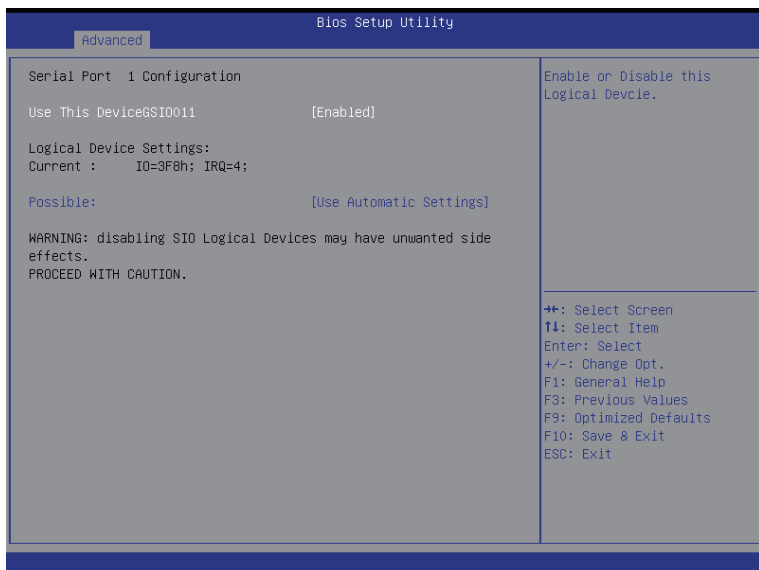 Bios Setup Utility
Advanced
Serial Port 1 Configuration
Use This DeviceGSIO011 [Enabled]
Logical Device Settings:
Current : IO=3F8h; IRQ=4;
Possible: [Use Automatic Settings]
WARNING: disabling SIO Logical Devices may have unwanted side
effects.
PROCEED WITH CAUTION.
Enable or Disable this
Logical Devcie.
→←: Select Screen
↑↓: Select Item
Enter: Select
+/-: Change Opt.
F1: General Help
F3: Previous Values
F9: Optimized Defaults
F10: Save & Exit
ESC: Exit